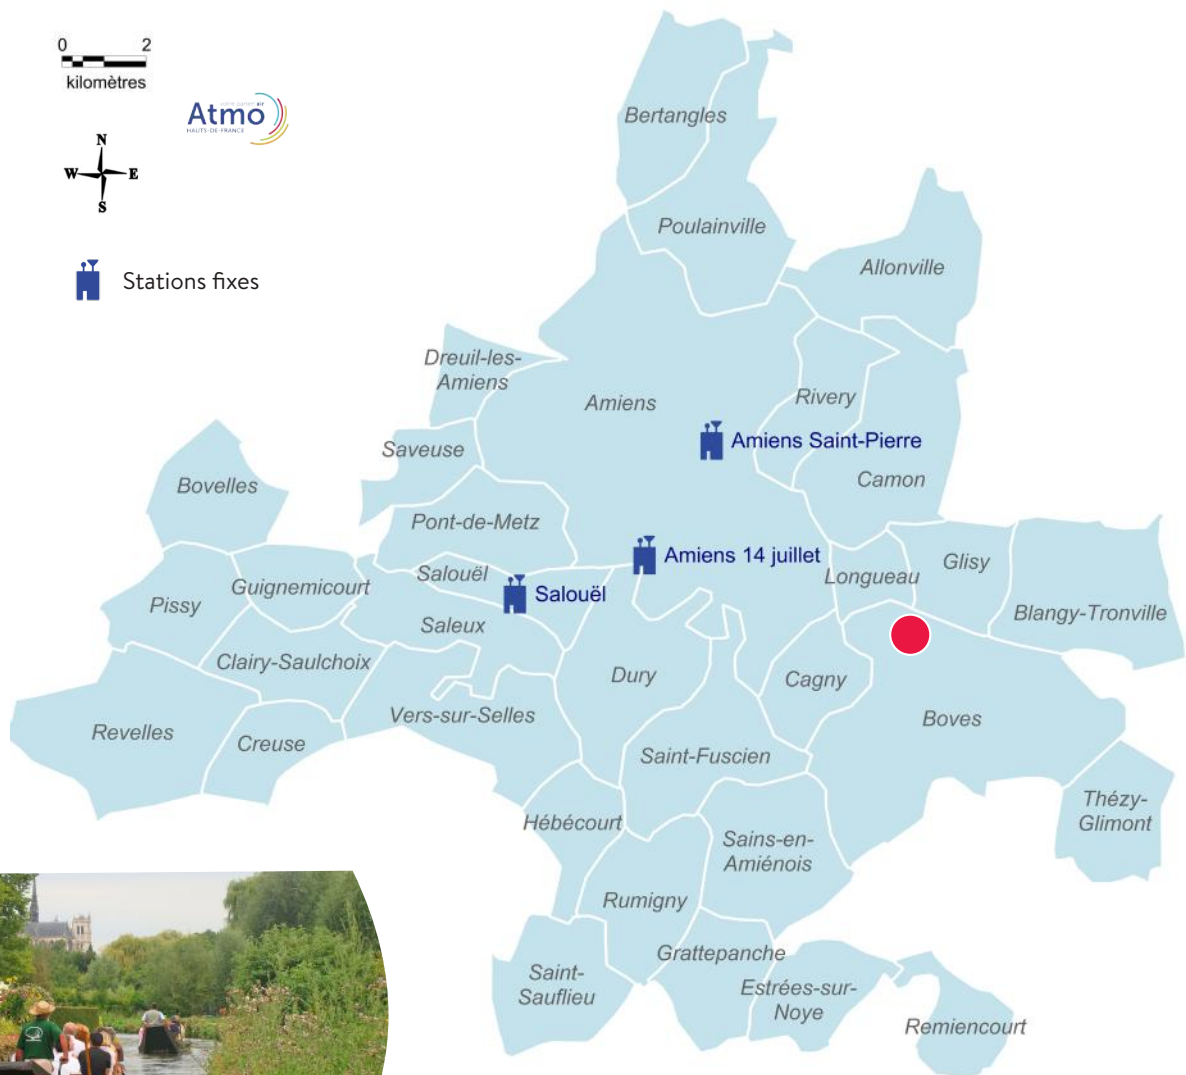 0 2
kilomètres
Atmo
HAUTS-DE-FRANCE
N
W E
S
Stations fixes
Bertangles
Poulainville
Allonville
Dreuil-les-
Amiens
Amiens
Rivery
Saveuse
Amiens Saint-Pierre
Camon
Bovelles
Pont-de-Metz
Amiens 14 juillet
Glisy
Longueau
Salouël
Salouël
Guignemicourt
Pissy
Saleux
Blangy-Tronville
Clairy-Saulchoix
Dury
Cagny
Vers-sur-Selles
Boves
Revelles
Creuse
Saint-Fuscien
Thézy-
Glimont
Hébécourt
Sains-en-
Amiénois
Rumigny
Grattepanche
Saint-
Sauflieu
Estrées-sur-
Noye
Remiencourt